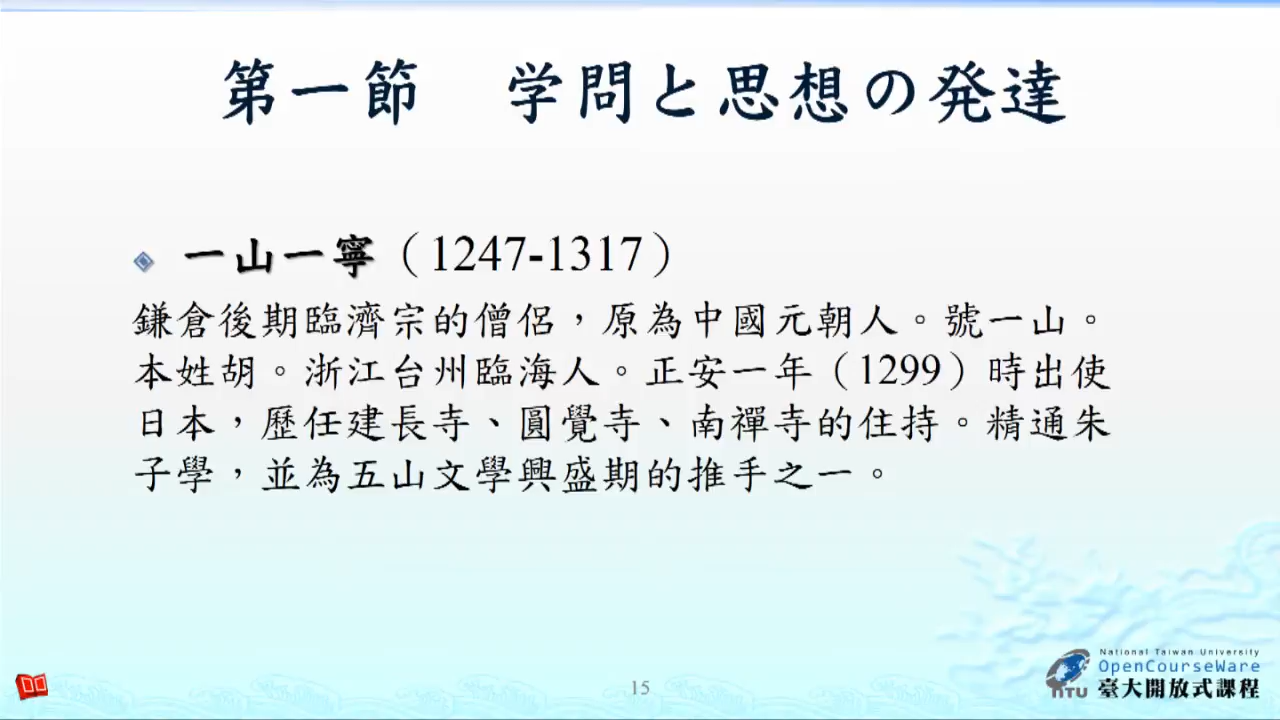 第一節　学問と思想の発達
一山一寧（1247-1317）
鎌倉後期臨濟宗的僧侶，原為中國元朝人。號一山。
本姓胡。浙江台州臨海人。正安一年（1299）時出使
日本，歷任建長寺、圓覺寺、南禪寺的住持。精通朱
子學，並為五山文學興盛期的推手之一。
15
National Taiwan University
OpenCourseWare
NTU 臺大開放式課程